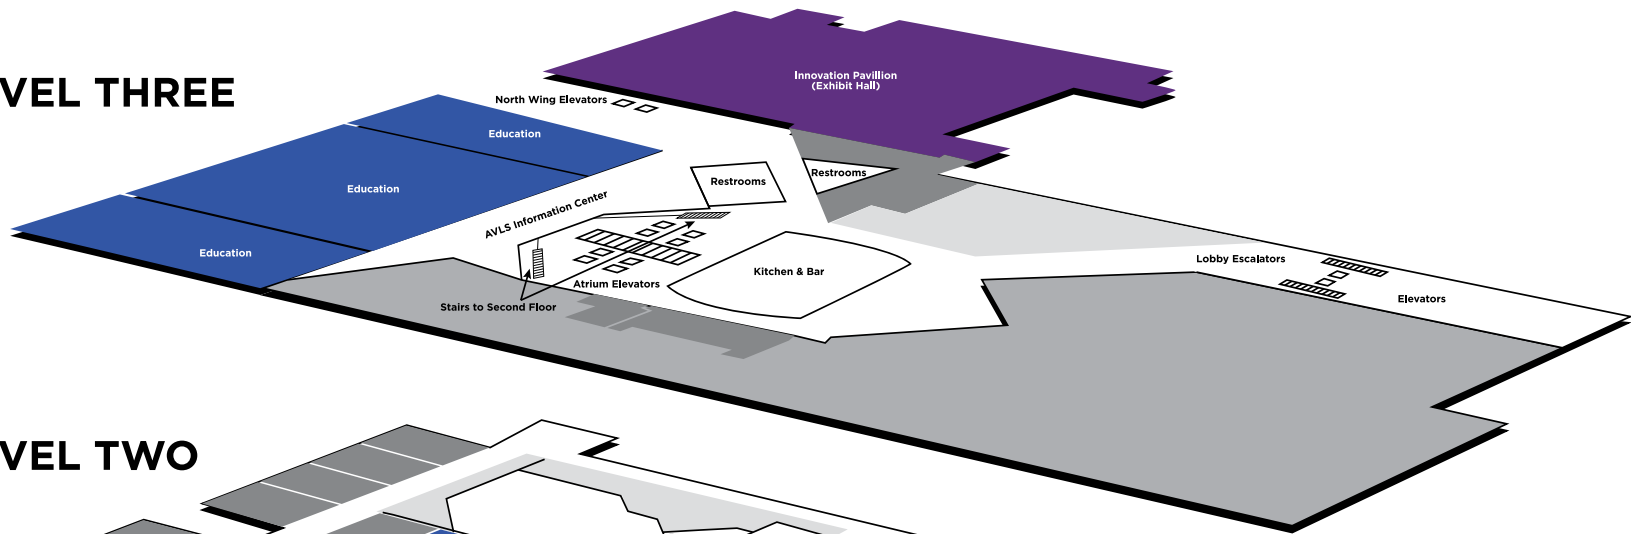 VEL THREE
Innovation Pavillion
(Exhibit Hall)
North Wing Elevators
Education
Restrooms
Restrooms
Education
AVLS Information Center
Education
Lobby Escalators
Kitchen & Bar
Atrium Elevators
Elevators
Stairs to Second Floor
VEL TWO